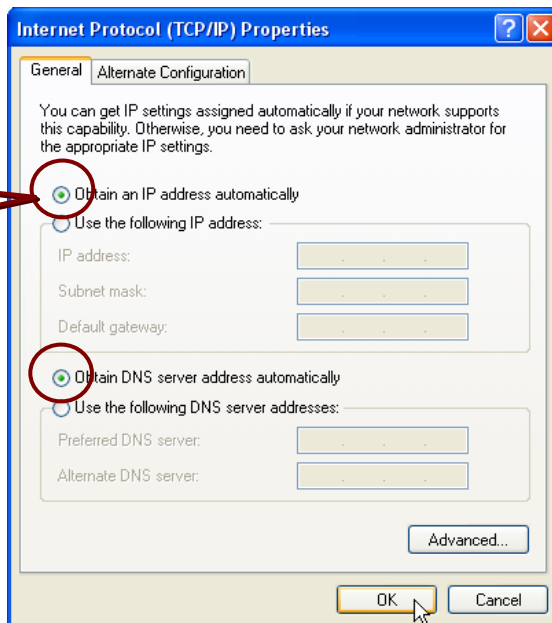 Internet Protocol (TCP/IP) Properties
General
Alternate Configuration
You can get IP settings assigned automatically if your network supports
this capability. Otherwise, you need to ask your network administrator for
the appropriate IP settings.
Obtain an IP address automatically
Use the following IP address:
IP address:
Subnet mask:
Default gateway:
Obtain DNS server address automatically
Use the following DNS server addresses:
Preferred DNS server:
Alternate DNS server:
Advanced...
OK
Cancel